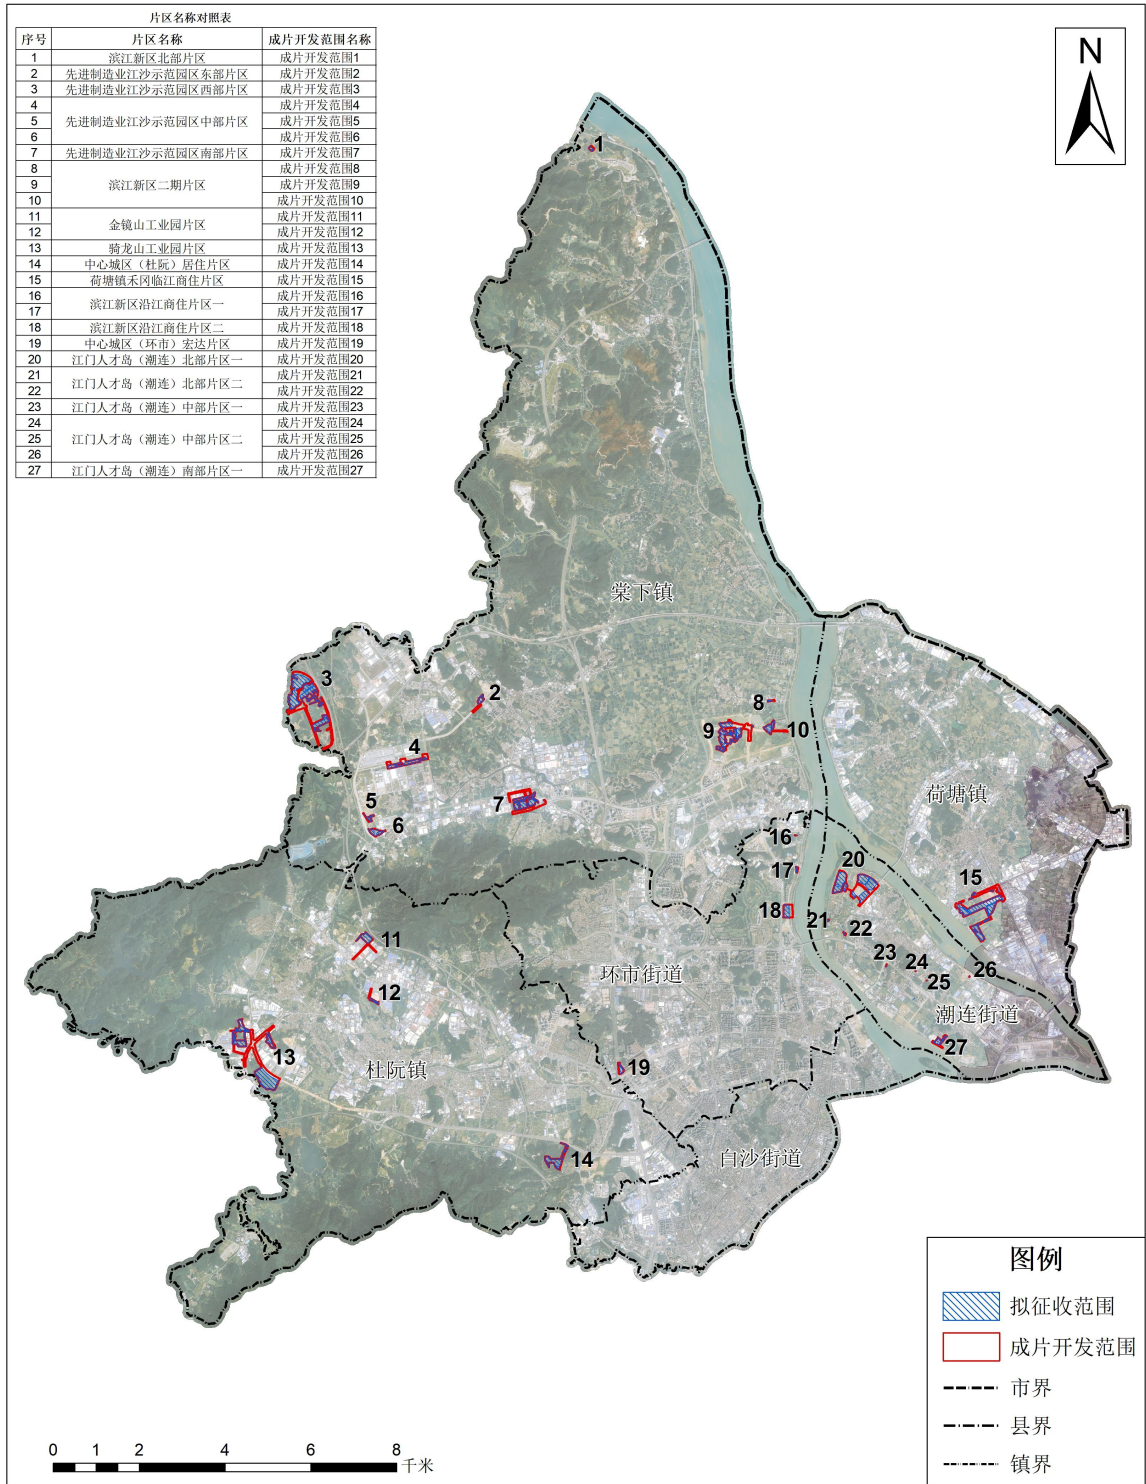 片区名称对照表
序号 片区名称 成片开发范围名称
1 滨江新区北部片区 成片开发范围1
2 先进制造业江沙示范园区东部片区 成片开发范围2
3 先进制造业江沙示范园区西部片区 成片开发范围3
4 成片开发范围4
5 先进制造业江沙示范园区中部片区 成片开发范围5
6 成片开发范围6
7 先进制造业江沙示范园区南部片区 成片开发范围7
8 成片开发范围8
9 滨江新区二期片区 成片开发范围9
10 成片开发范围10
11 金镜山工业园片区 成片开发范围11
12 成片开发范围12
13 骑龙山工业园片区 成片开发范围13
14 中心城区（杜阮）居住片区 成片开发范围14
15 荷塘镇禾冈临江商住片区 成片开发范围15
16 滨江新区沿江商住片区一 成片开发范围16
17 成片开发范围17
18 滨江新区沿江商住片区二 成片开发范围18
19 中心城区（环市）宏达片区 成片开发范围19
20 江门人才岛（潮连）北部片区一 成片开发范围20
21 江门人才岛（潮连）北部片区二 成片开发范围21
22 成片开发范围22
23 江门人才岛（潮连）中部片区一 成片开发范围23
24 成片开发范围24
25 江门人才岛（潮连）中部片区二 成片开发范围25
26 成片开发范围26
27 江门人才岛（潮连）南部片区一 成片开发范围27
N
1
棠下镇
3
2
8
9
10
4
7
5
6
荷塘镇
16
17
20
15
18
21
22
11
23
24
25
26
环市街道
12
潮连街道
13
杜阮镇
19
27
14
白沙街道
图例
拟征收范围
成片开发范围
市界
县界
镇界
0 1 2 4 6 8
千米